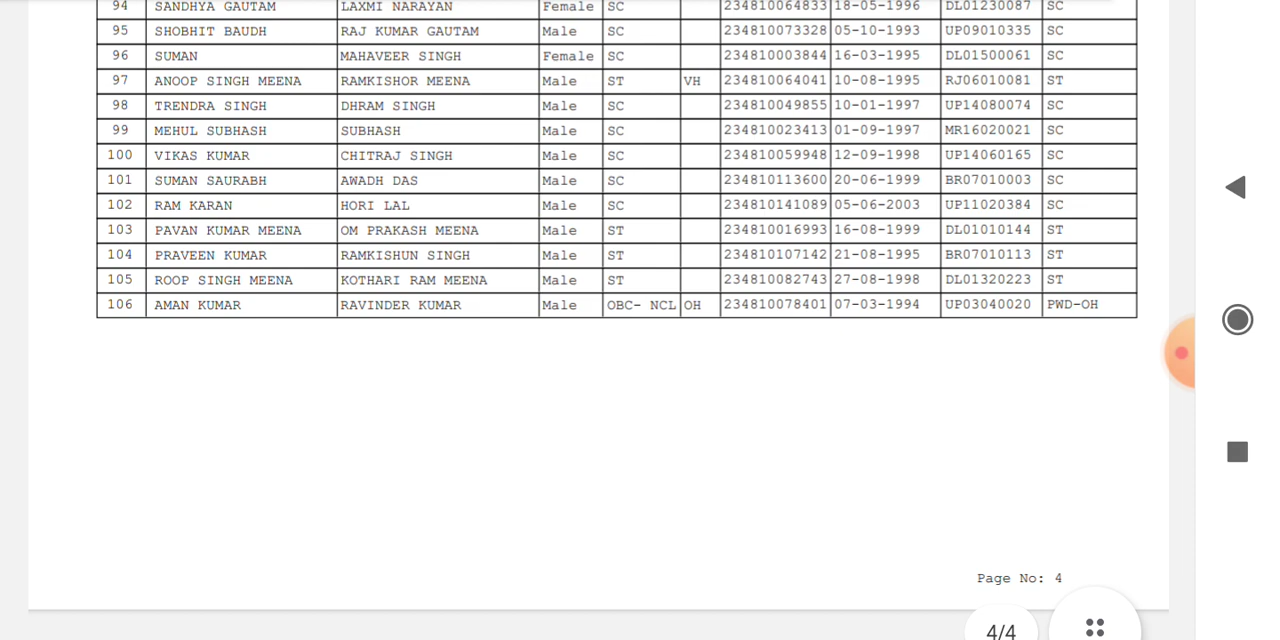 94 SANDHYA GAUTAM LAXMI NARAYAN Female SC 234810064833 18-05-1996 DL01230087 SC
95 SHOBHIT BAUDH RAJ KUMAR GAUTAM Male SC 234810073328 05-10-1993 UP09010335 SC
96 SUMAN MAHAVEER SINGH Female SC 234810003844 16-03-1995 DL01500061 SC
97 ANOOP SINGH MEENA RAMKISHOR MEENA Male ST VH 234810064041 10-08-1995 RJ06010081 ST
98 TRENDRA SINGH DHRAM SINGH Male SC 234810049855 10-01-1997 UP14080074 SC
99 MEHUL SUBHASH SUBHASH Male SC 234810023413 01-09-1997 MR16020021 SC
100 VIKAS KUMAR CHITRAJ SINGH Male SC 234810059948 12-09-1998 UP14060165 SC
101 SUMAN SAURABH AWADH DAS Male SC 234810113600 20-06-1999 BR07010003 SC
102 RAM KARAN HORI LAL Male SC 234810141089 05-06-2003 UP11020384 SC
103 PAVAN KUMAR MEENA OM PRAKASH MEENA Male ST 234810016993 16-08-1999 DL01010144 ST
104 PRAVEEN KUMAR RAMKISHUN SINGH Male ST 234810107142 21-08-1995 BR07010113 ST
105 ROOP SINGH MEENA KOTHARI RAM MEENA Male ST 234810082743 27-08-1998 DL01320223 ST
106 AMAN KUMAR RAVINDER KUMAR Male OBC- NCL OH 234810078401 07-03-1994 UP03040020 PWD-OH
Page No: 4
4/4